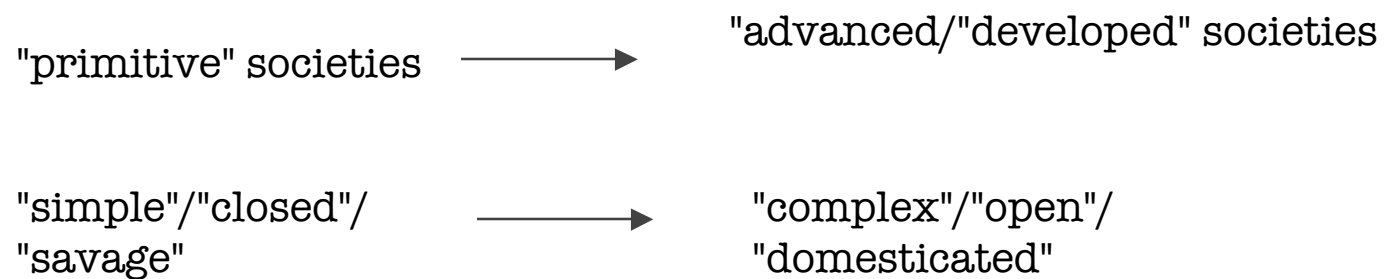 "primitive" societies
"advanced/"developed" societies
"simple"/"closed"/
"savage"
"complex"/"open"/
"domesticated"